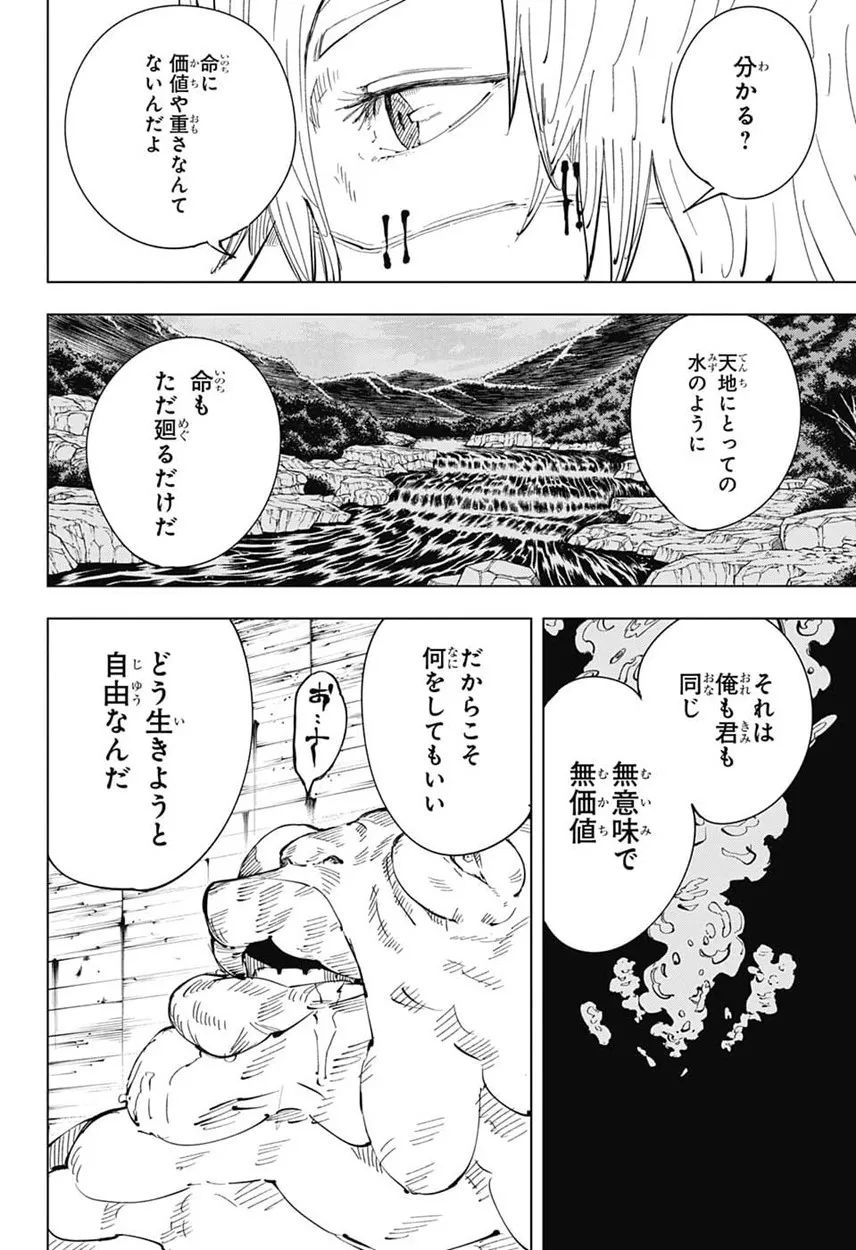 分かる？
命に
価値や重さなんて
ないんだよ
天地にとっての
水のように
命も
ただ廻るだけだ
それは
俺も君も
同じ
無意味で
無価値
だからこそ
何をしてもいい
お…す…
どう生きようと
自由なんだ